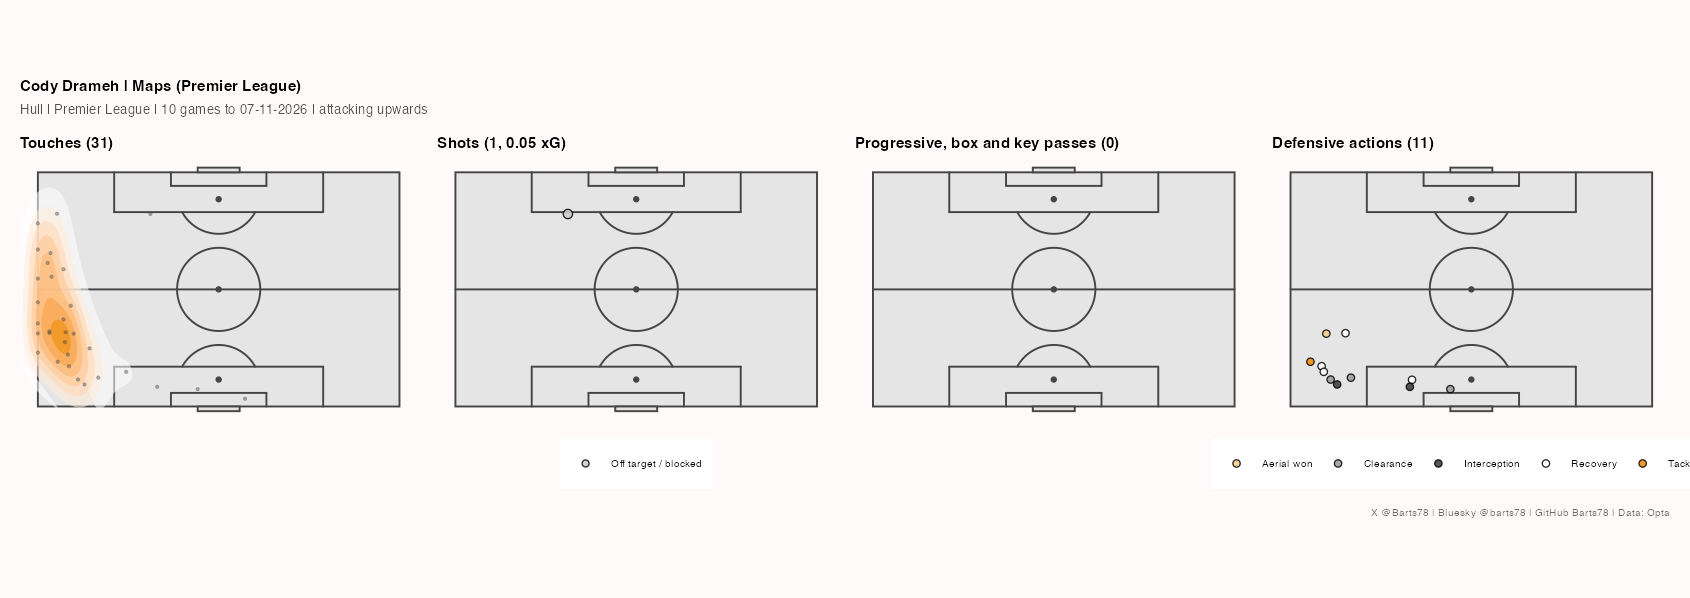 Cody Drameh | Maps (Premier League)
Hull | Premier League | 10 games to 07-11-2026 | attacking upwards
Touches (31)
Shots (1, 0.05 xG)
Progressive, box and key passes (0)
Defensive actions (11)
Off target / blocked
Aerial won
Clearance
Interception
Recovery
Tack
X @Barts78 | Bluesky @barts78 | GitHub Barts78 | Data: Opta